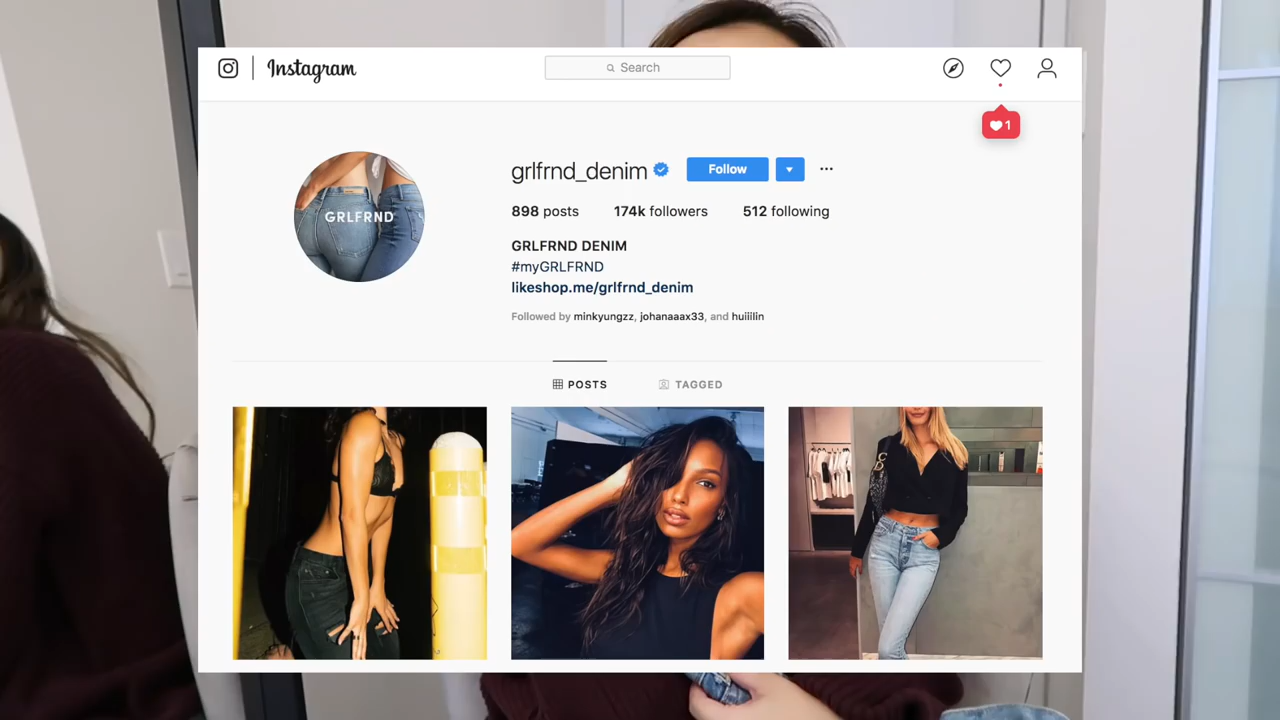 Instagram
Search
1
grlfrnd_denim Follow
898 posts 174k followers 512 following
GRLFRND DENIM
#myGRLFRND
likeshop.me/grlfrnd_denim
Followed by minkyungzz, johanaaax33, and huiiilin
GRLFRND
POSTS TAGGED